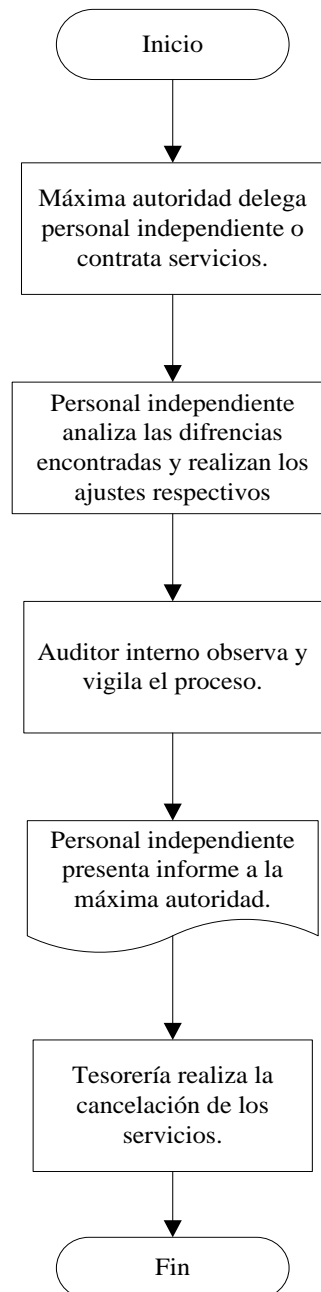 Inicio
Máxima autoridad delega
personal independiente o
contrata servicios.
Personal independiente
analiza las difrencias
encontradas y realizan los
ajustes respectivos
Auditor interno observa y
vigila el proceso.
Personal independiente
presenta informe a la
máxima autoridad.
Tesorería realiza la
cancelación de los
servicios.
Fin